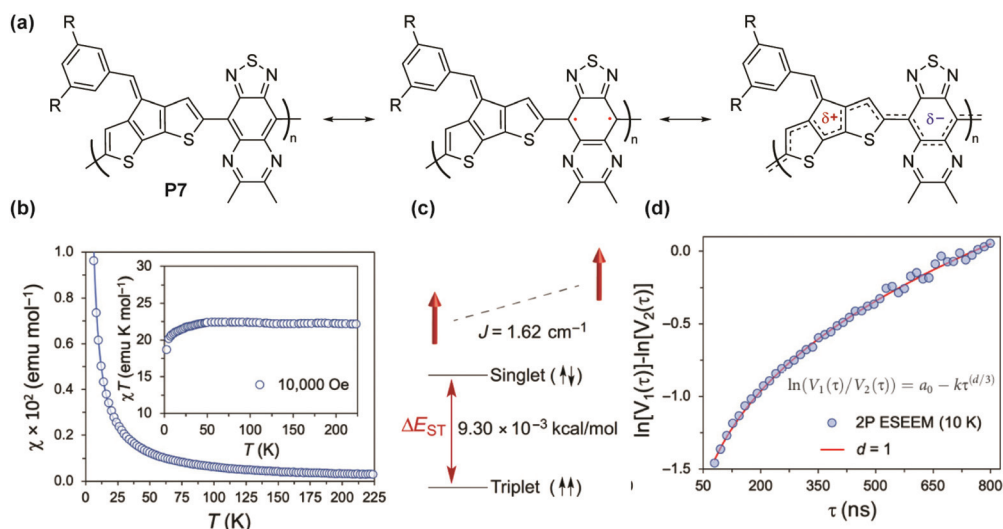 (a)
R
R
N
S
N
S
S
N
N
n
P7
R
R
N
S
N
S
S
N
N
n
R
R
N
S
N
δ+
δ−
S
S
N
N
n
(b)
χ × 10² (emu mol⁻¹)
1.0
0.8
0.6
0.4
0.2
0.0
0 25 50 75 100 125 150 175 200 225
T (K)
χT (emu K mol⁻¹)
30
25
20
15
10
0 50 100 150 200
T (K)
10,000 Oe
(c)
J = 1.62 cm⁻¹
Singlet (↑↓)
ΔE_ST
9.30 × 10⁻³ kcal/mol
Triplet (↑↑)
(d)
ln[V₁(τ)]-ln[V₂(τ)]
0.0
−0.5
−1.0
−1.5
ln(V₁(τ)/V₂(τ)) = a₀ − kτ^(d/3)
2P ESEEM (10 K)
d = 1
50 200 350 500 650 800
τ (ns)